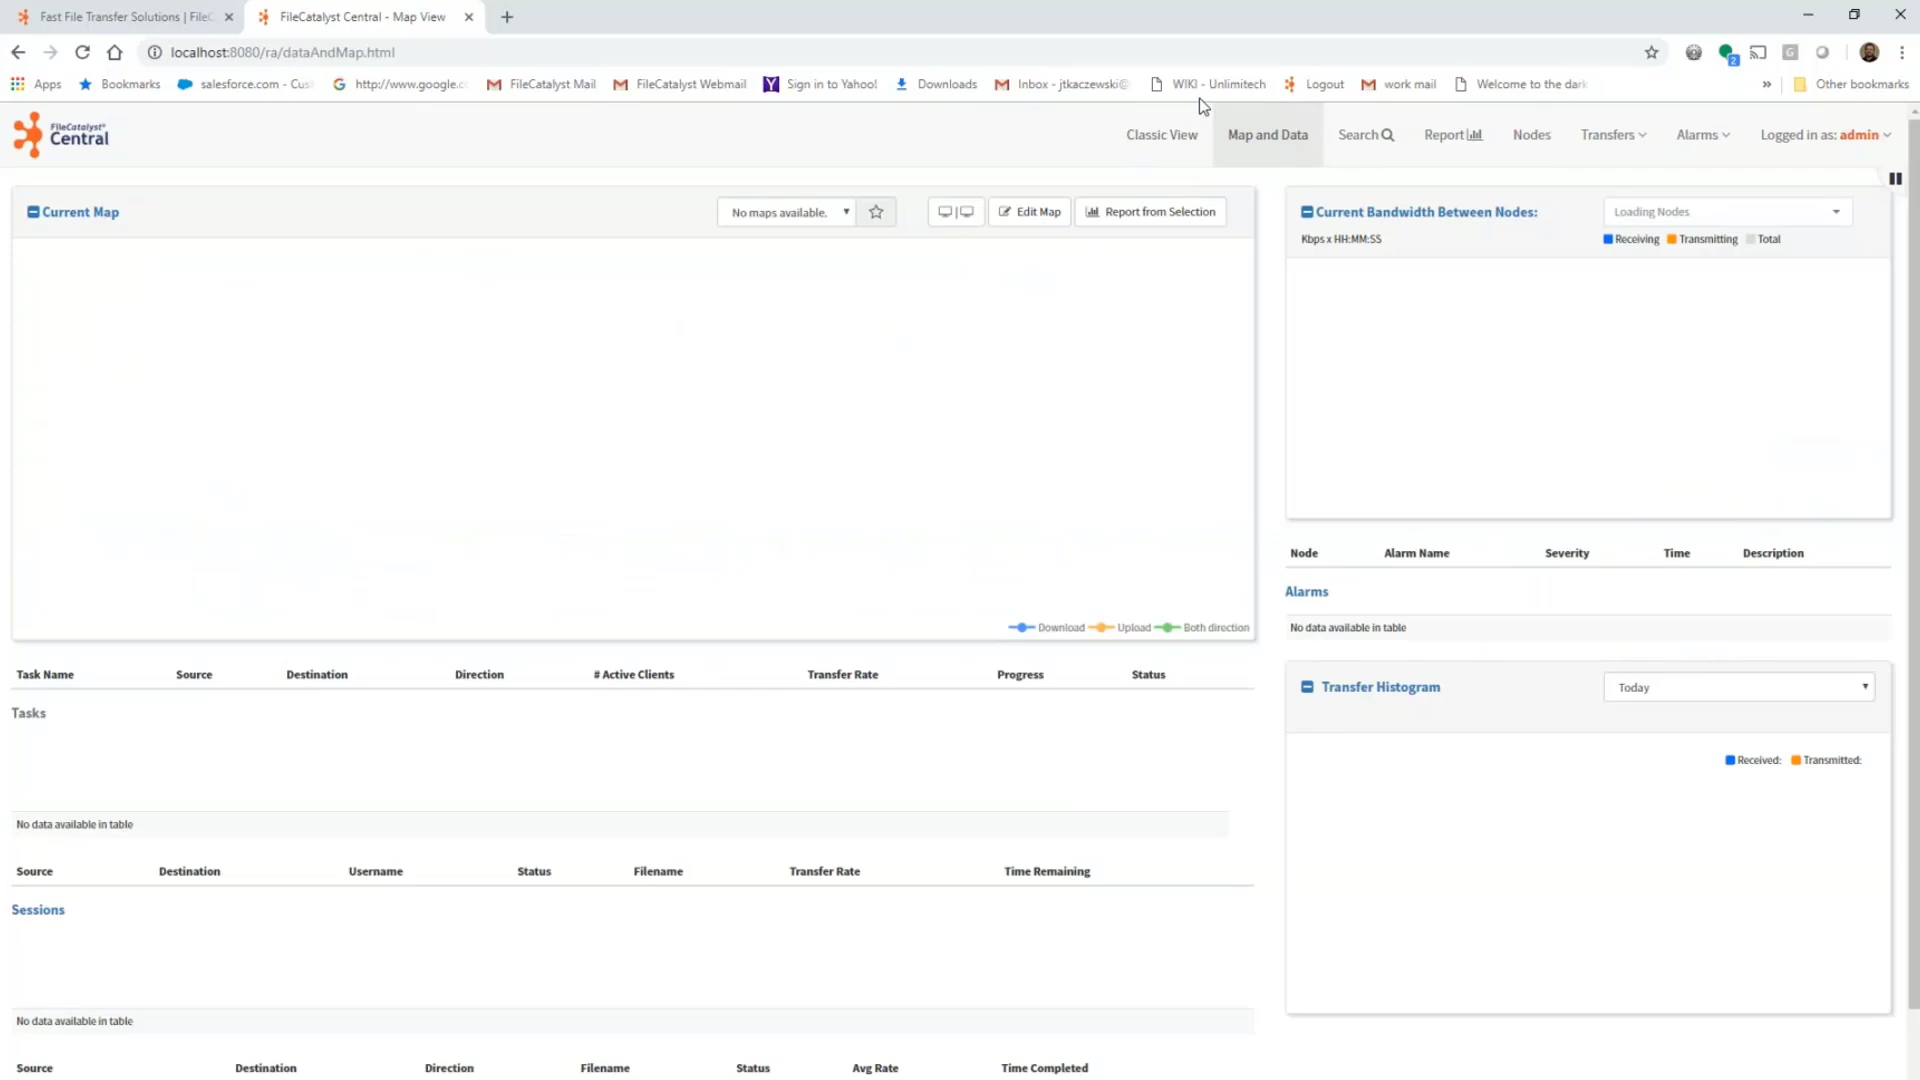 Fast File Transfer Solutions | FileC
FileCatalyst Central - Map View
localhost:8080/ra/dataAndMap.html
Apps
Bookmarks
salesforce.com - Cus
http://www.google.c
FileCatalyst Mail
FileCatalyst Webmail
Sign in to Yahoo!
Downloads
Inbox - jtkaczewski@
WIKI - Unlimitech
Logout
work mail
Welcome to the dark
»
Other bookmarks
FileCatalyst®
Central
Classic View
Map and Data
Search
Report
Nodes
Transfers
Alarms
Logged in as: admin
Current Map
No maps available.
Edit Map
Report from Selection
Download
Upload
Both direction
Current Bandwidth Between Nodes:
Loading Nodes
Kbps x HH:MM:SS
Receiving
Transmitting
Total
Node
Alarm Name
Severity
Time
Description
Alarms
No data available in table
Task Name
Source
Destination
Direction
# Active Clients
Transfer Rate
Progress
Status
Tasks
No data available in table
Transfer Histogram
Today
Received:
Transmitted:
Source
Destination
Username
Status
Filename
Transfer Rate
Time Remaining
Sessions
No data available in table
Source
Destination
Direction
Filename
Status
Avg Rate
Time Completed